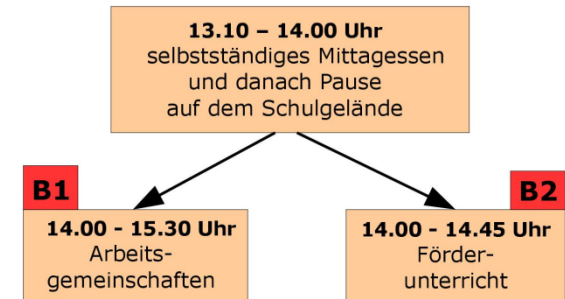 13.10 – 14.00 Uhr
selbstständiges Mittagessen
und danach Pause
auf dem Schulgelände
B1
14.00 - 15.30 Uhr
Arbeits-
gemeinschaften
B2
14.00 - 14.45 Uhr
Förder-
unterricht